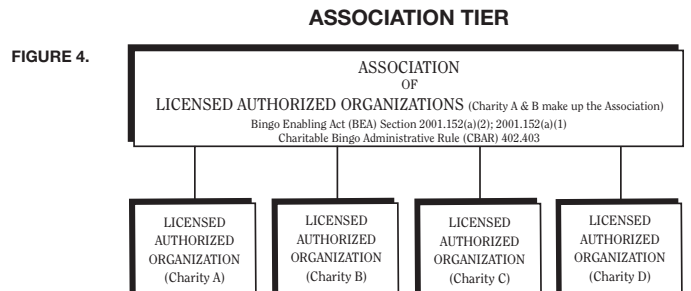 ASSOCIATION TIER
FIGURE 4.
ASSOCIATION
OF
LICENSED AUTHORIZED ORGANIZATIONS (Charity A & B make up the Association)
Bingo Enabling Act (BEA) Section 2001.152(a)(2); 2001.152(a)(1)
Charitable Bingo Administrative Rule (CBAR) 402.403
LICENSED
AUTHORIZED
ORGANIZATION
(Charity A)
LICENSED
AUTHORIZED
ORGANIZATION
(Charity B)
LICENSED
AUTHORIZED
ORGANIZATION
(Charity C)
LICENSED
AUTHORIZED
ORGANIZATION
(Charity D)